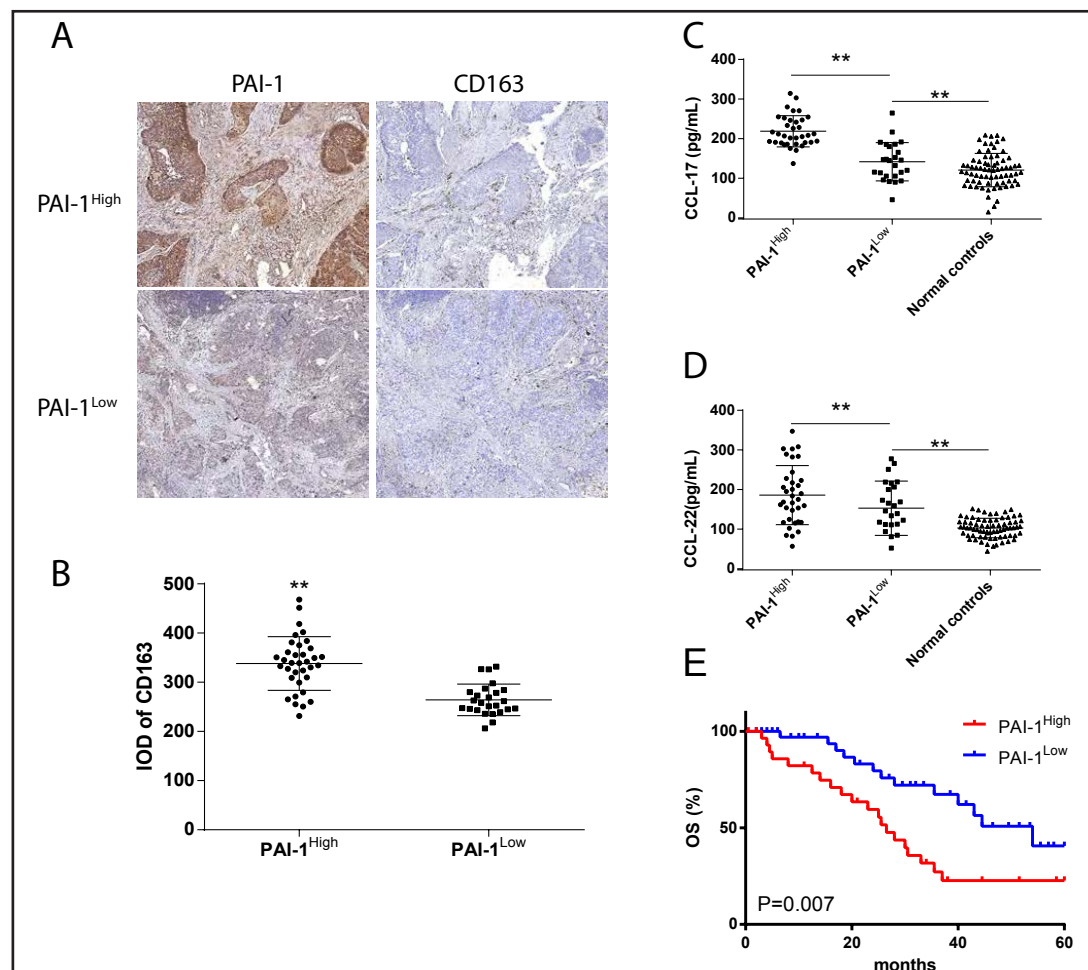 A
PAI-1 CD163
PAI-1High
PAI-1Low
B
IOD of CD163
500
400
300
200
100
0
**
PAI-1High PAI-1Low
C
CCL-17 (pg/mL)
400
300
200
100
0
** **
PAI-1High PAI-1Low Normal controls
D
CCL-22(pg/mL)
400
300
200
100
0
** **
PAI-1High PAI-1Low Normal controls
E
OS (%)
100
50
0
PAI-1High
PAI-1Low
P=0.007
0 20 40 60
months